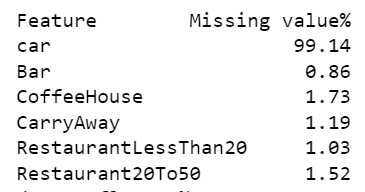 Feature Missing value%
car 99.14
Bar 0.86
CoffeeHouse 1.73
CarryAway 1.19
RestaurantLessThan20 1.03
Restaurant20To50 1.52